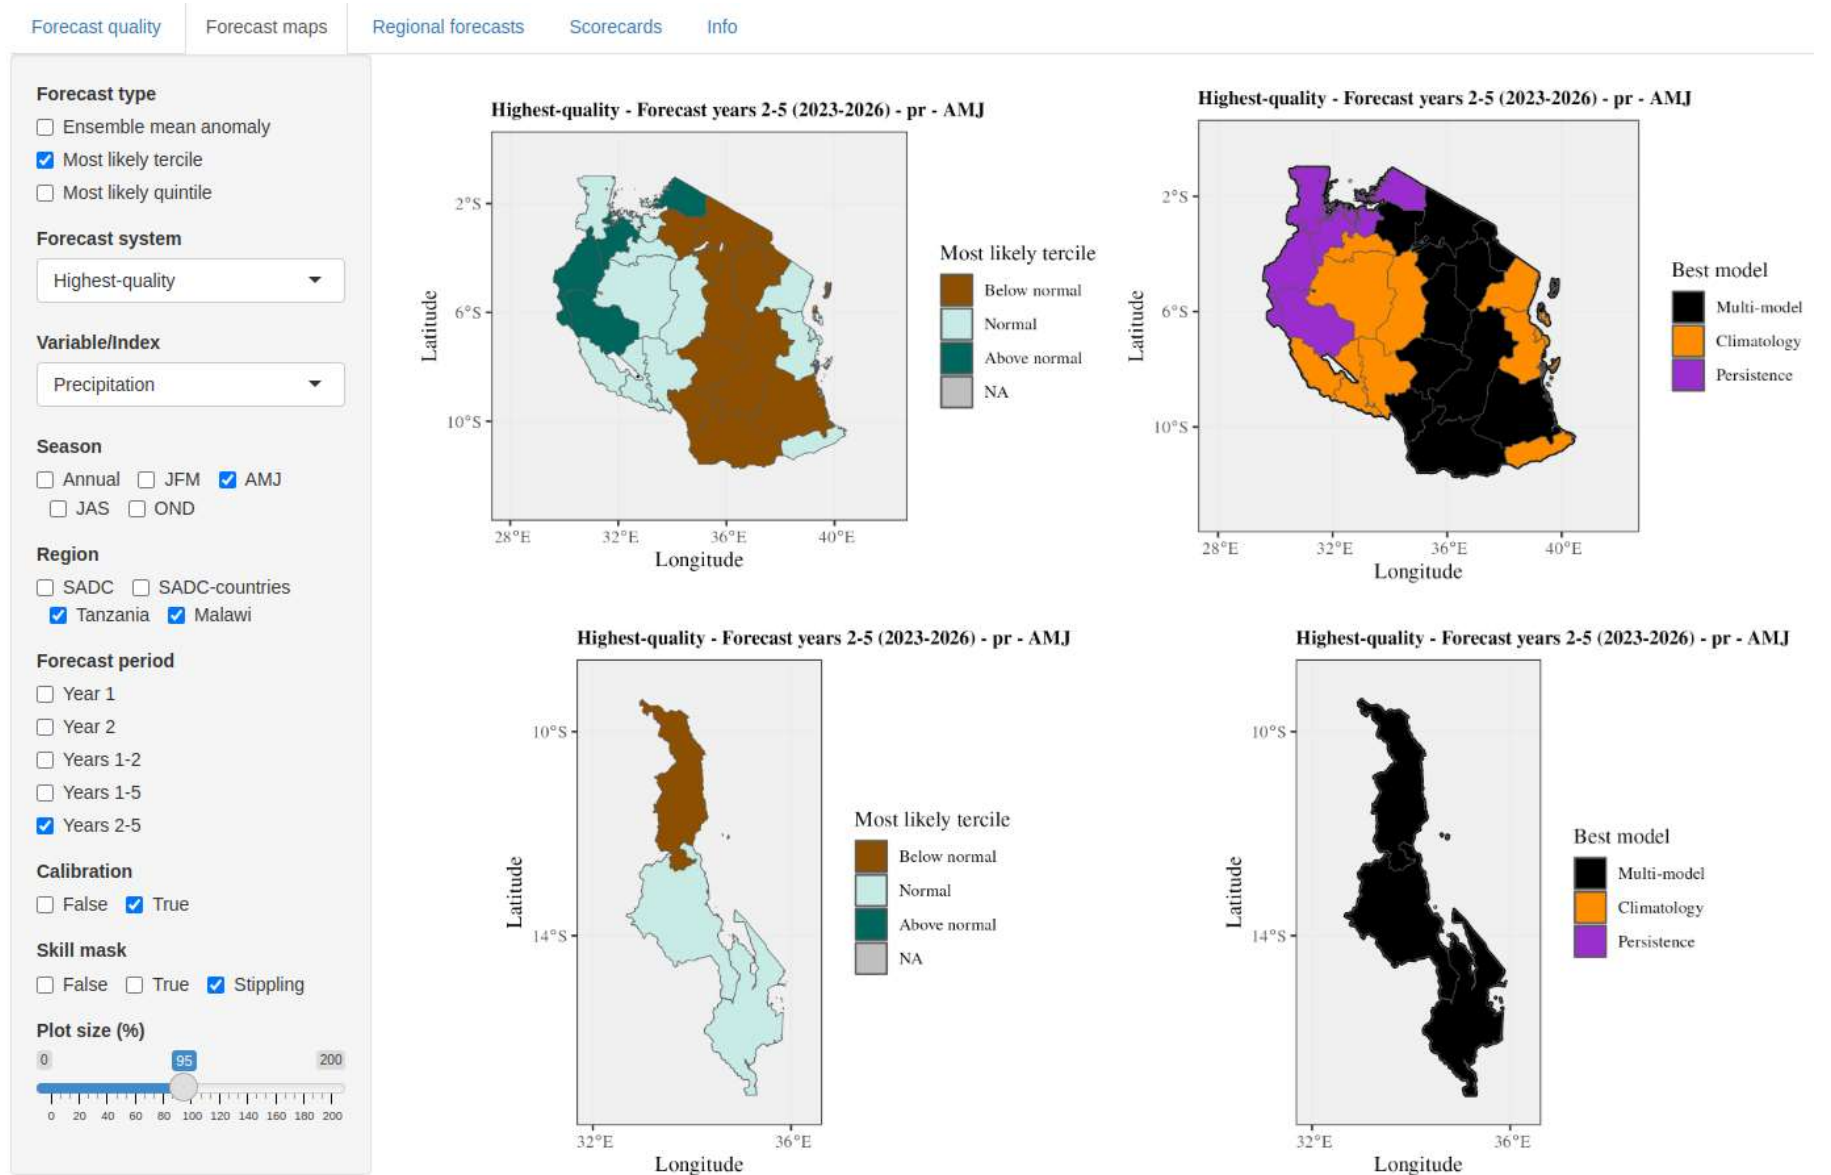 Forecast quality Forecast maps Regional forecasts Scorecards Info
Forecast type
Ensemble mean anomaly
Most likely tercile
Most likely quintile
Forecast system
Highest-quality
Variable/Index
Precipitation
Season
Annual JFM AMJ
JAS OND
Region
SADC SADC-countries
Tanzania Malawi
Forecast period
Year 1
Year 2
Years 1-2
Years 1-5
Years 2-5
Calibration
False True
Skill mask
False True Stippling
Plot size (%)
0 95 200
0 20 40 60 80 100 120 140 160 180 200
Highest-quality - Forecast years 2-5 (2023-2026) - pr - AMJ
2°S
6°S
10°S
Latitude
28°E 32°E 36°E 40°E
Longitude
Most likely tercile
Below normal
Normal
Above normal
NA
Highest-quality - Forecast years 2-5 (2023-2026) - pr - AMJ
2°S
6°S
10°S
Latitude
28°E 32°E 36°E 40°E
Longitude
Best model
Multi-model
Climatology
Persistence
Highest-quality - Forecast years 2-5 (2023-2026) - pr - AMJ
10°S
14°S
Latitude
32°E 36°E
Longitude
Most likely tercile
Below normal
Normal
Above normal
NA
Highest-quality - Forecast years 2-5 (2023-2026) - pr - AMJ
10°S
14°S
Latitude
32°E 36°E
Longitude
Best model
Multi-model
Climatology
Persistence